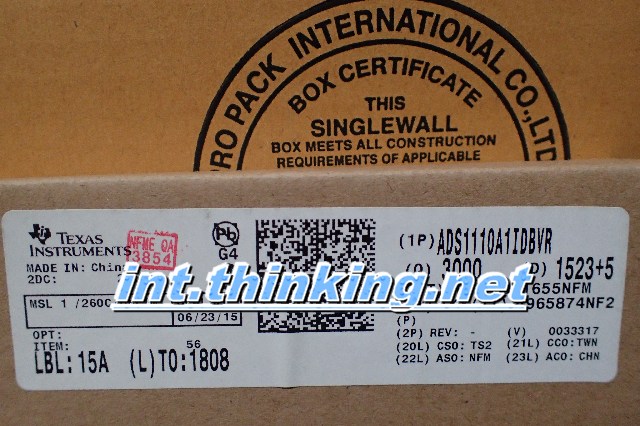 PRO PACK INTERNATIONAL CO.,LTD
BOX CERTIFICATE
THIS
SINGLEWALL
BOX MEETS ALL CONSTRUCTION
REQUIREMENTS OF APPLICABLE
TEXAS
INSTRUMENTS
NFME QA
3854
Pb
G4
MADE IN: China
2DC:
MSL 1 /260C
06/23/15
OPT:
ITEM: 56
LBL: 15A (L)TO:1808
(1P) ADS1110A1IDBVR
(Q) 3000 D) 1523+5
655NFM
965874NF2
(P)
(2P) REV: - (V) 0033317
(20L) CSO: TS2 (21L) CCO:TWN
(22L) ASO: NFM (23L) ACO: CHN
int.thinking.net